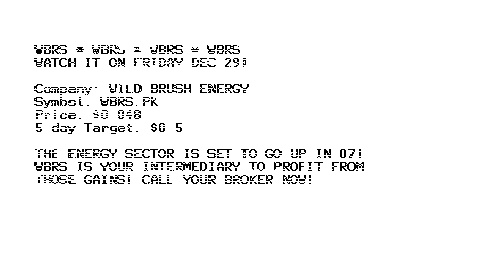 WBRS * WBRS = WBRS = WBRS
WATCH IT ON FRIDAY DEC 29!
Company: WILD BRUSH ENERGY
Symbol. WBRS.PK
Price. $0 048
5 day Target. $0 5
THE ENERGY SECTOR IS SET TO GO UP IN 07!
WBRS IS YOUR INTERMEDIARY TO PROFIT FROM
THOSE GAINS! CALL YOUR BROKER NOW!